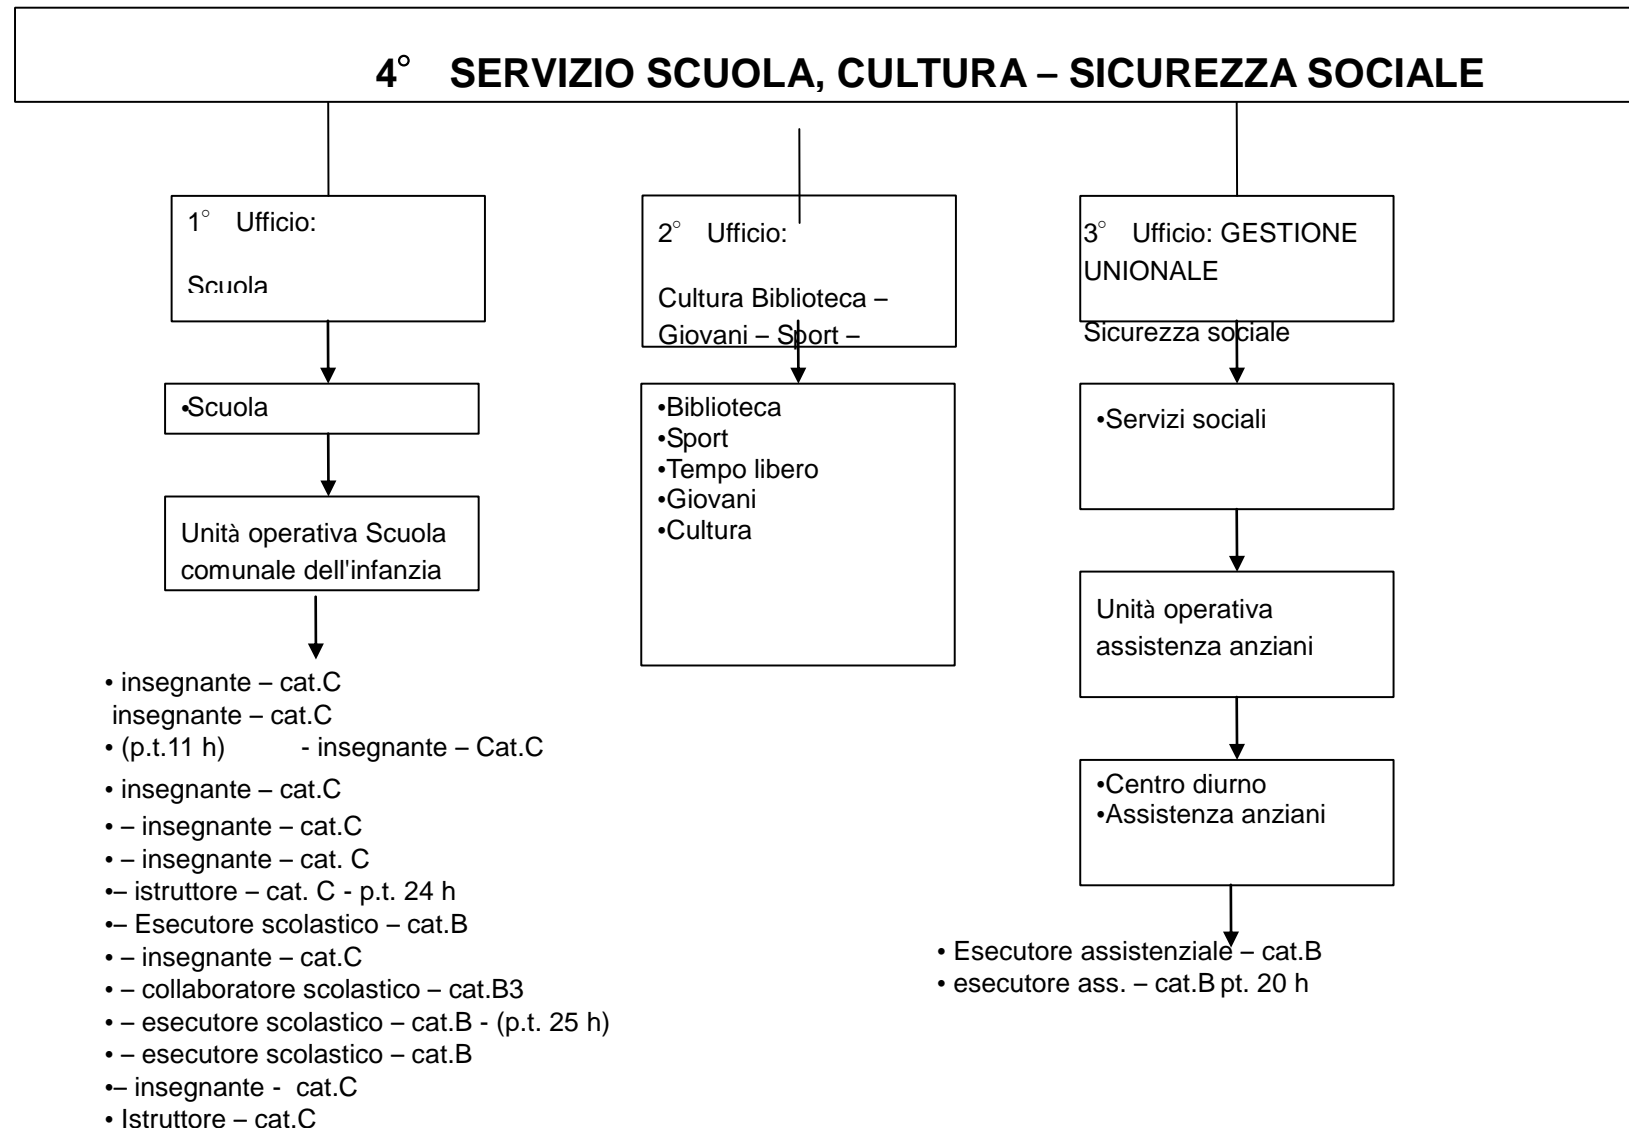 4° SERVIZIO SCUOLA, CULTURA – SICUREZZA SOCIALE
1° Ufficio:
Scuola
•Scuola
Unità operativa Scuola
comunale dell'infanzia
• insegnante – cat.C
insegnante – cat.C
• (p.t.11 h) - insegnante – Cat.C
• insegnante – cat.C
• – insegnante – cat.C
• – insegnante – cat. C
•– istruttore – cat. C - p.t. 24 h
•– Esecutore scolastico – cat.B
• – insegnante – cat.C
• – collaboratore scolastico – cat.B3
• – esecutore scolastico – cat.B - (p.t. 25 h)
• – esecutore scolastico – cat.B
•– insegnante - cat.C
• Istruttore – cat.C
2° Ufficio:
Cultura Biblioteca –
Giovani – Sport –
•Biblioteca
•Sport
•Tempo libero
•Giovani
•Cultura
3° Ufficio: GESTIONE
UNIONALE
Sicurezza sociale
•Servizi sociali
Unità operativa
assistenza anziani
•Centro diurno
•Assistenza anziani
• Esecutore assistenziale – cat.B
• esecutore ass. – cat.B pt. 20 h